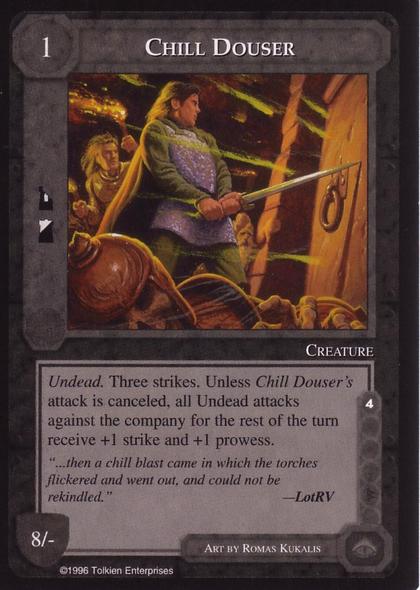 1
CHILL DOUSER
CREATURE
Undead. Three strikes. Unless Chill Douser's
attack is canceled, all Undead attacks
against the company for the rest of the turn
receive +1 strike and +1 prowess.
4
"...then a chill blast came in which the torches
flickered and went out, and could not be
rekindled."
—LotRV
8/-
ART BY ROMAS KUKALIS
©1996 Tolkien Enterprises